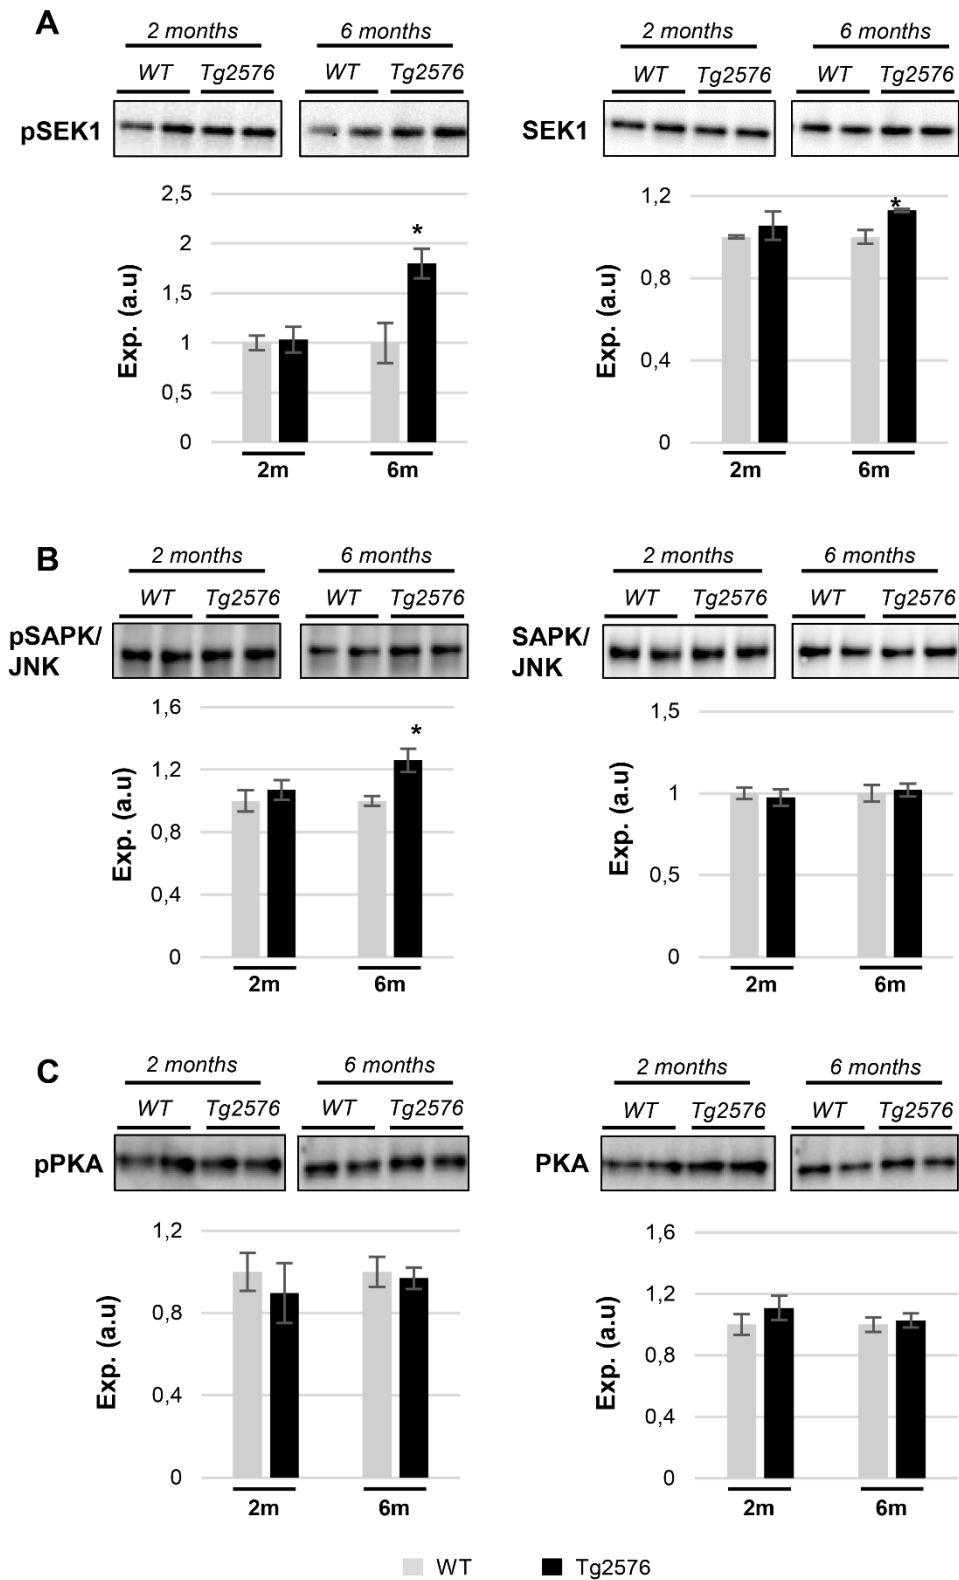 A
2 months 6 months 2 months 6 months
WT Tg2576 WT Tg2576 WT Tg2576 WT Tg2576
pSEK1 SEK1
2,5
2
1,5
1
0,5
0
Exp. (a.u)
*
2m 6m
1,2
0,8
0,4
0
Exp. (a.u)
*
2m 6m
B
2 months 6 months 2 months 6 months
WT Tg2576 WT Tg2576 WT Tg2576 WT Tg2576
pSAPK/ SAPK/
JNK JNK
1,6
1,2
0,8
0,4
0
Exp. (a.u)
*
2m 6m
1,5
1
0,5
0
Exp. (a.u)
2m 6m
C
2 months 6 months 2 months 6 months
WT Tg2576 WT Tg2576 WT Tg2576 WT Tg2576
pPKA PKA
1,2
0,8
0,4
0
Exp. (a.u)
2m 6m
1,6
1,2
0,8
0,4
0
Exp. (a.u)
2m 6m
WT Tg2576